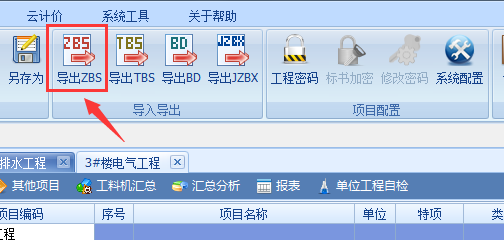 云计价 系统工具 关于帮助
ZBS TBS BD JZBX
另存为 导出ZBS 导出TBS 导出BD 导出JZBX 工程密码 标书加密 修改密码 系统配置
导入导出 项目配置
排水工程 3#楼电气工程
其他项目 工料机汇总 汇总分析 报表 单位工程自检
项目编码 序号 项目名称 单位 特项 类
工程